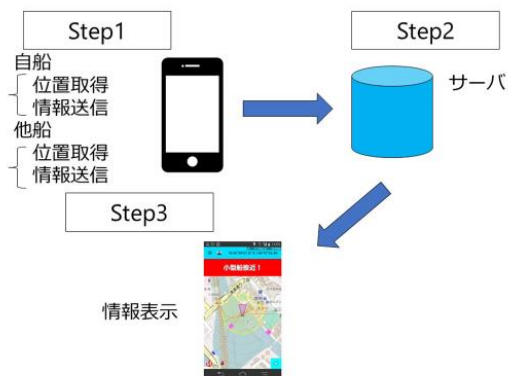 Step1
自船
位置取得
情報送信
他船
位置取得
情報送信
Step2
サーバ
Step3
小型船接近！
情報表示